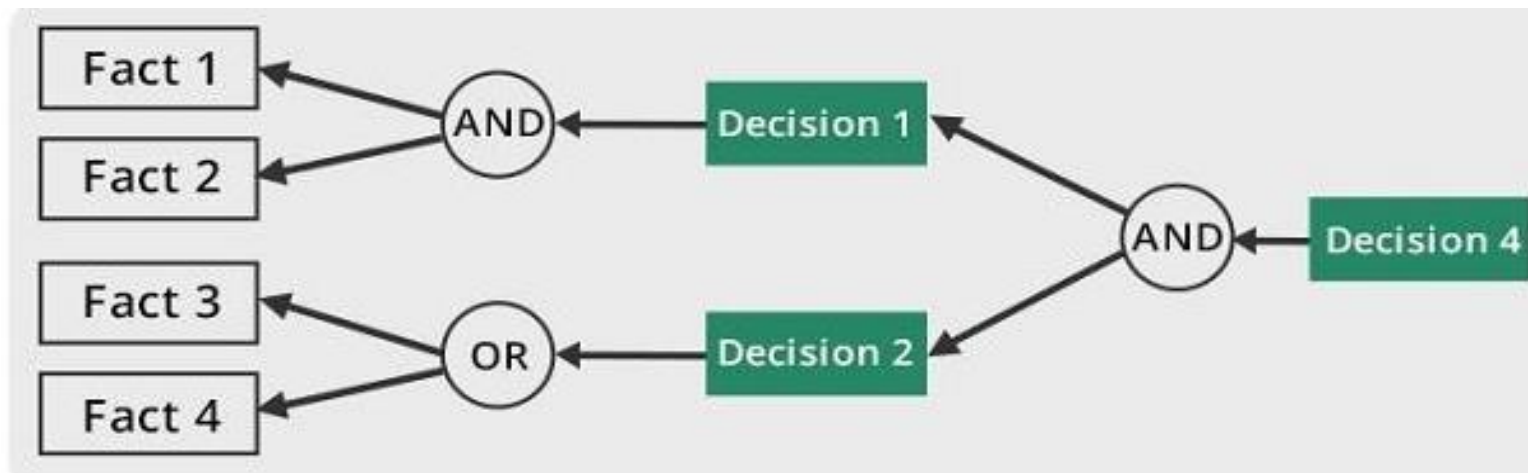 Fact 1
Fact 2
AND
Decision 1
Fact 3
Fact 4
OR
Decision 2
AND
Decision 4